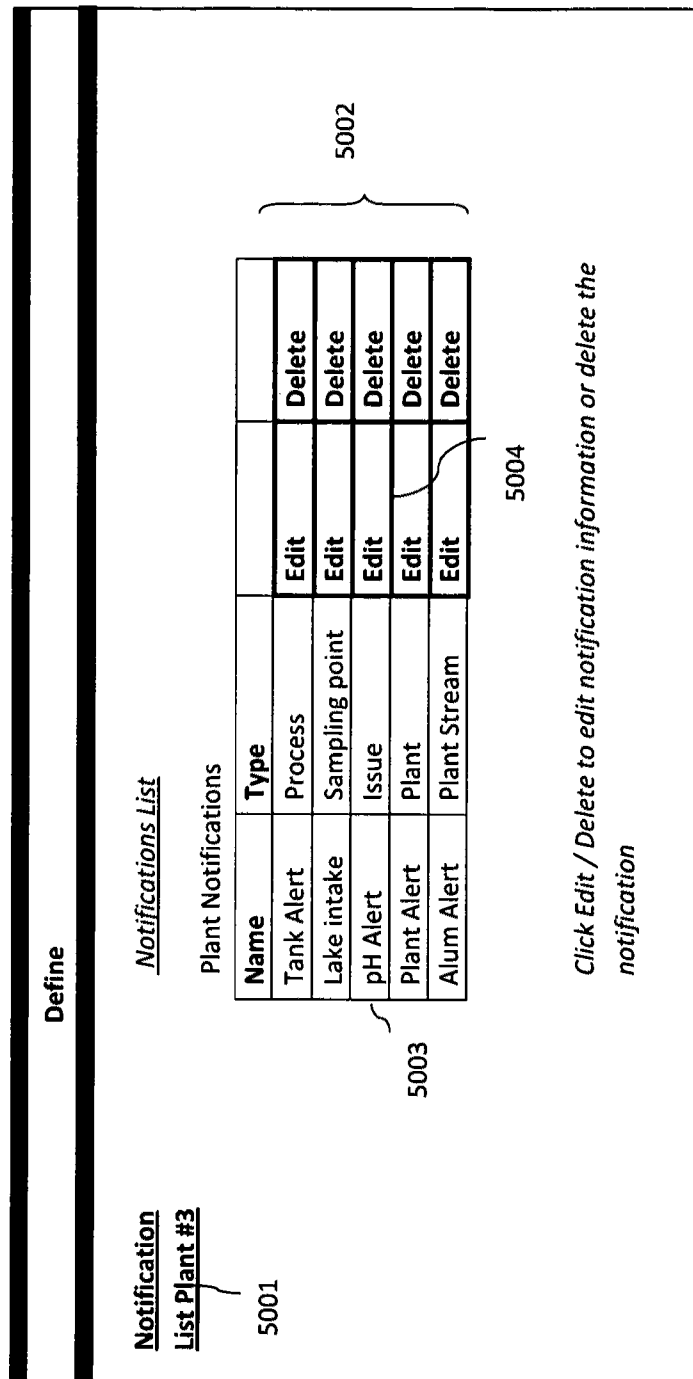 Define
Notification
List Plant #3
5001
Notifications List
Plant Notifications
Name Type
Tank Alert Process Edit Delete
Lake intake Sampling point Edit Delete
pH Alert Issue Edit Delete
Plant Alert Plant Edit Delete
Alum Alert Plant Stream Edit Delete
5002
5003
5004
Click Edit / Delete to edit notification information or delete the
notification